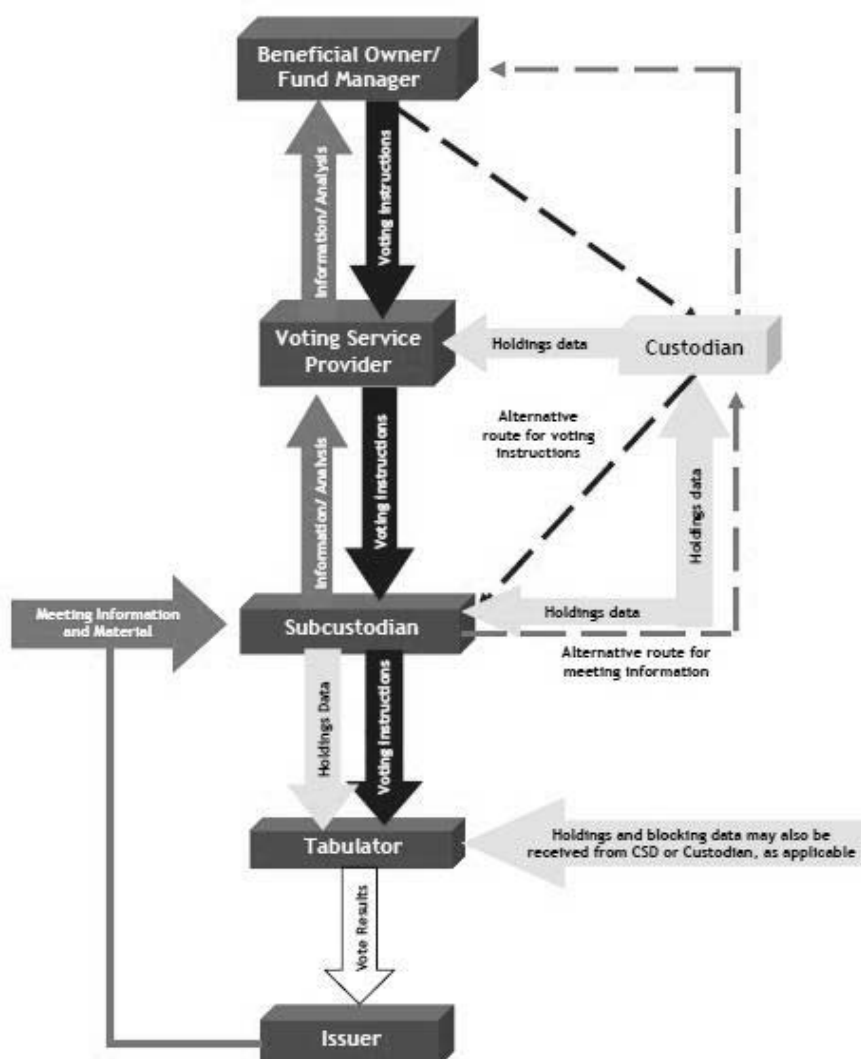 Beneficial Owner/
Fund Manager
Information/ Analysis
Voting Instructions
Voting Service
Provider
Holdings data
Custodian
Alternative
route for voting
instructions
Information/ Analysis
Voting Instructions
Holdings data
Meeting Information
and Material
Subcustodian
Holdings data
Alternative route for
meeting information
Holdings Data
Voting Instructions
Tabulator
Holdings and blocking data may also be
received from CSD or Custodian, as applicable
Vote Results
Issuer